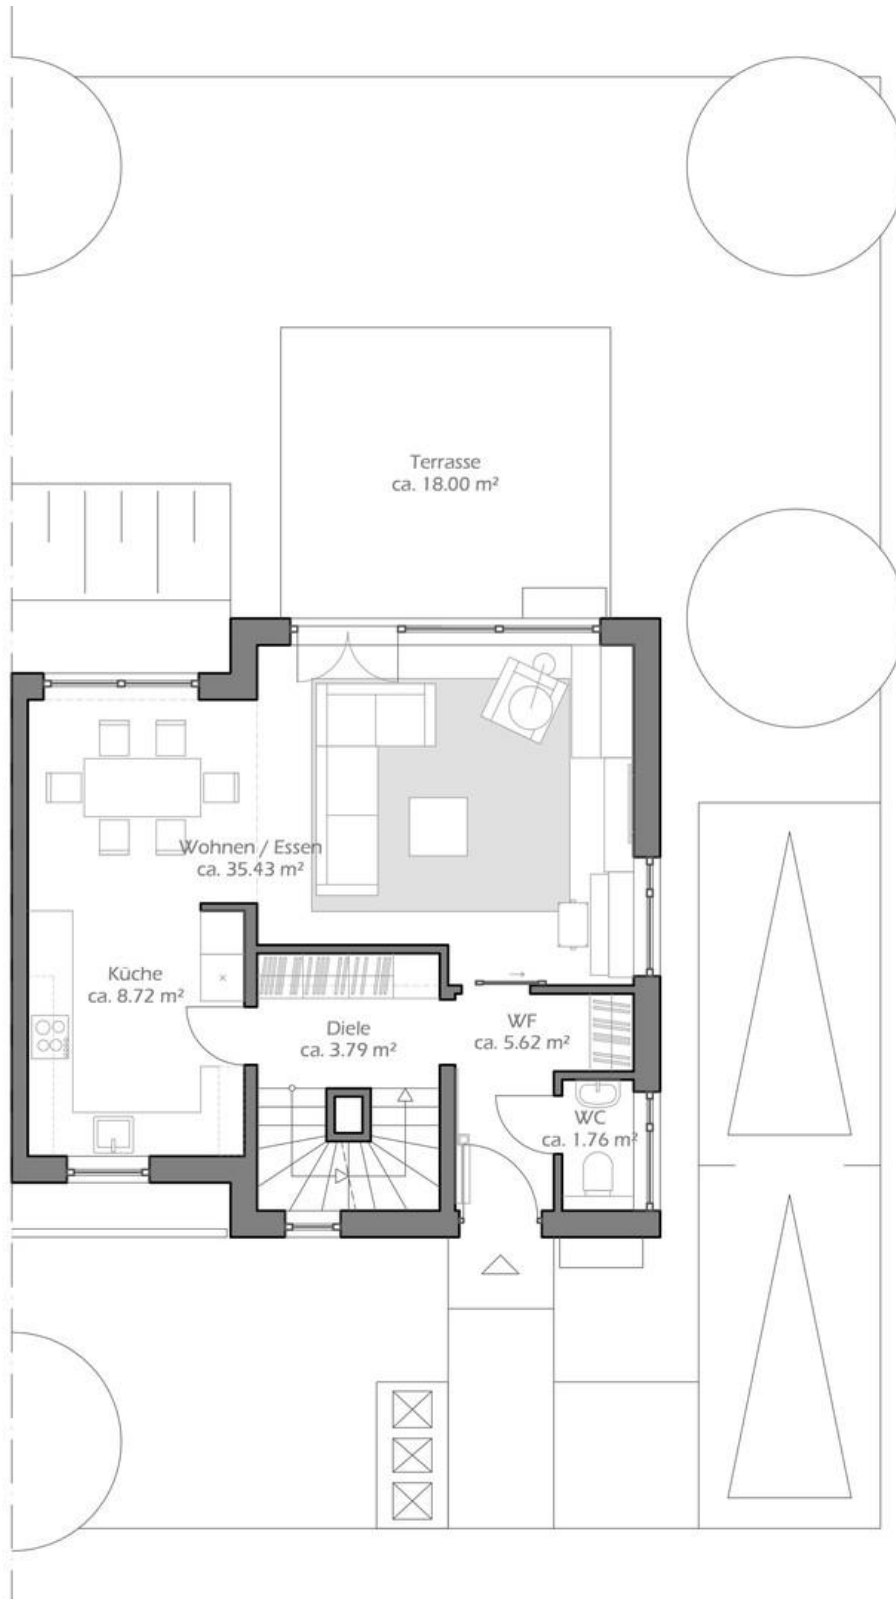 Terrasse
ca. 18.00 m²
Wohnen / Essen
ca. 35.43 m²
Küche
ca. 8.72 m²
Diele
ca. 3.79 m²
WF
ca. 5.62 m²
WC
ca. 1.76 m²